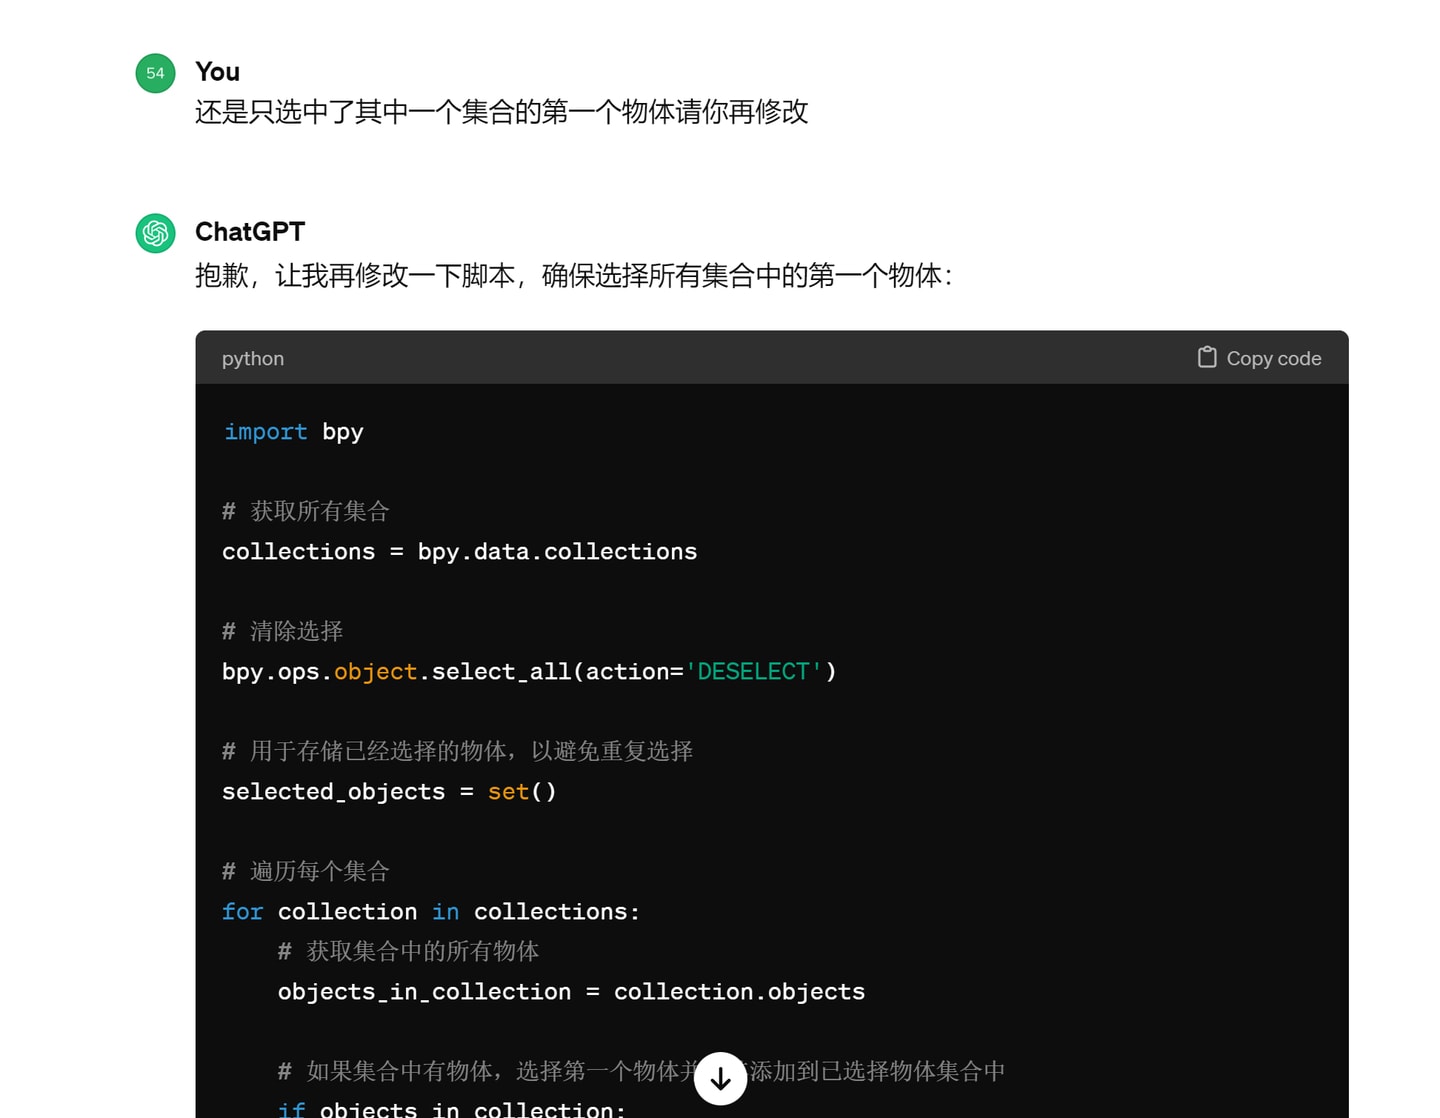 54
You
还是只选中了其中一个集合的第一个物体请你再修改
ChatGPT
抱歉，让我再修改一下脚本，确保选择所有集合中的第一个物体：
python
Copy code
import bpy
# 获取所有集合
collections = bpy.data.collections
# 清除选择
bpy.ops.object.select_all(action='DESELECT')
# 用于存储已经选择的物体，以避免重复选择
selected_objects = set()
# 遍历每个集合
for collection in collections:
    # 获取集合中的所有物体
    objects_in_collection = collection.objects
    # 如果集合中有物体，选择第一个物体并 添加到已选择物体集合中
    if objects in collection: